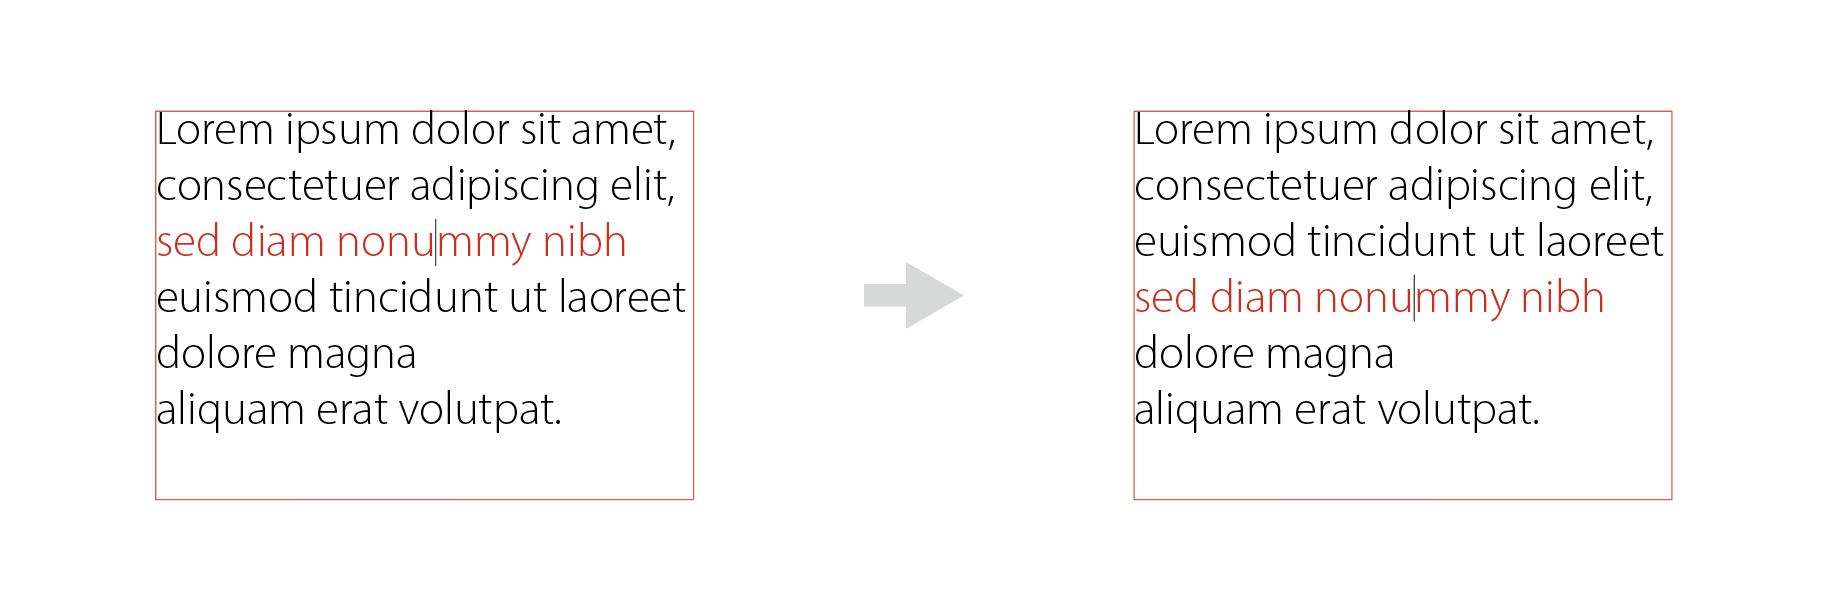 Lorem ipsum dolor sit amet,
consectetuer adipiscing elit,
sed diam nonummy nibh
euismod tincidunt ut laoreet
dolore magna
aliquam erat volutpat.
Lorem ipsum dolor sit amet,
consectetuer adipiscing elit,
euismod tincidunt ut laoreet
sed diam nonummy nibh
dolore magna
aliquam erat volutpat.